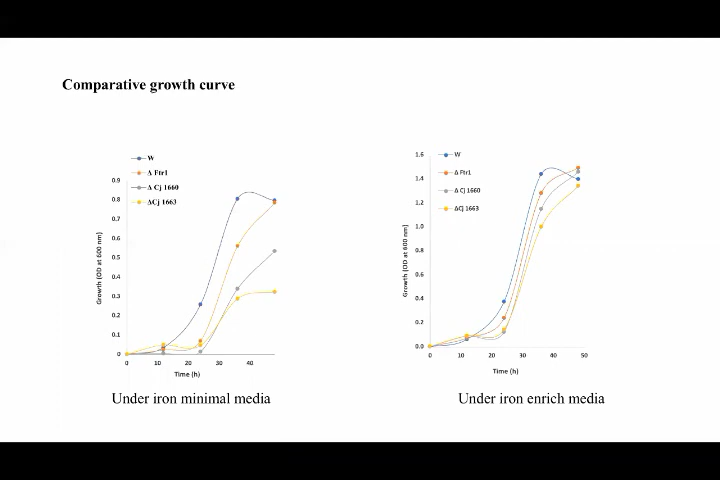 Comparative growth curve
W
Δ Ftr1
Δ Cj 1660
ΔCj 1663
0.9
0.8
0.7
0.6
0.5
0.4
0.3
0.2
0.1
0
Growth (OD at 600 nm)
0 10 20 30 40
Time (h)
Under iron minimal media
W
Δ Ftr1
Δ Cj 1660
ΔCj 1663
1.6
1.4
1.2
1.0
0.8
0.6
0.4
0.2
0.0
Growth (OD at 600 nm)
0 10 20 30 40 50
Time (h)
Under iron enrich media